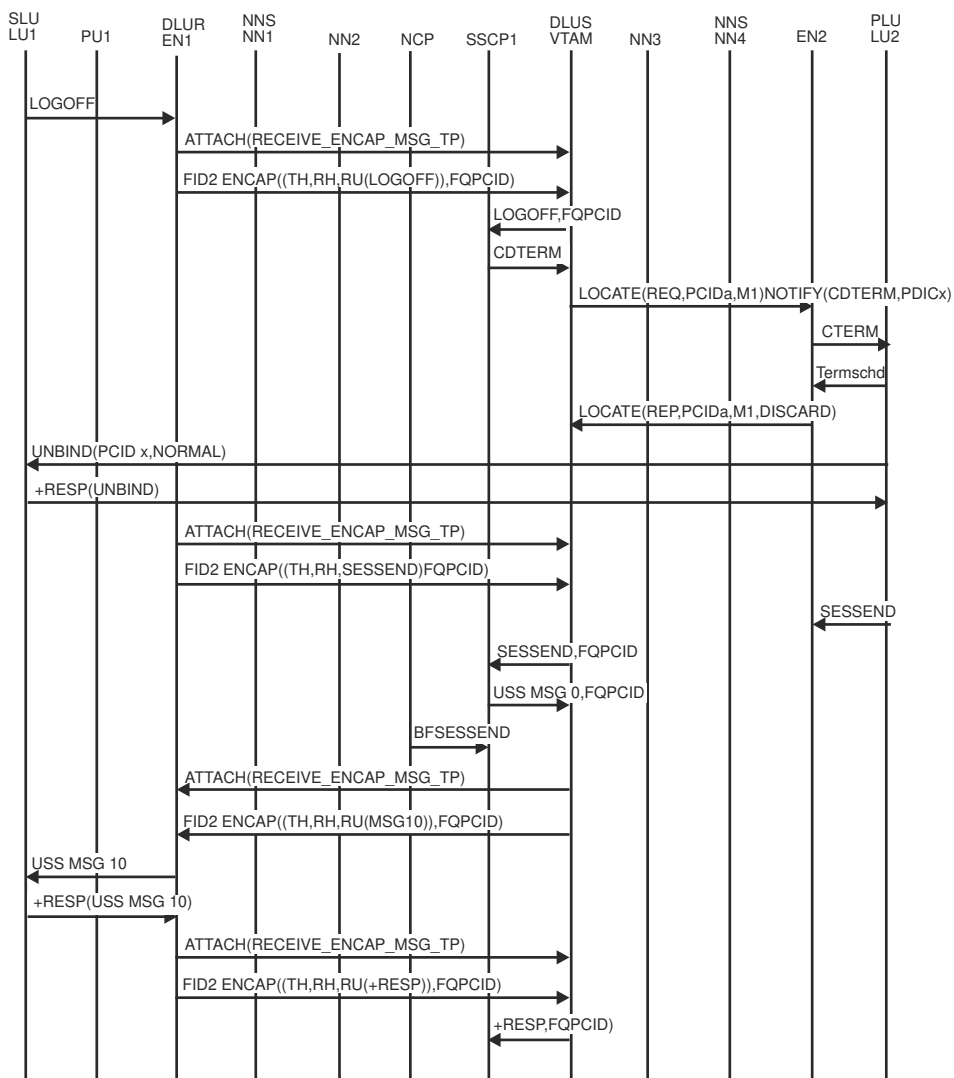 SLU
LU1
PU1
DLUR
EN1
NNS
NN1
NN2
NCP
SSCP1
DLUS
VTAM
NN3
NNS
NN4
EN2
PLU
LU2
LOGOFF
ATTACH(RECEIVE_ENCAP_MSG_TP)
FID2 ENCAP((TH,RH,RU(LOGOFF)),FQPCID)
LOGOFF,FQPCID
CDTERM
LOCATE(REQ,PCIDa,M1)NOTIFY(CDTERM,PDICx)
CTERM
Termschd
LOCATE(REP,PCIDa,M1,DISCARD)
UNBIND(PCID x,NORMAL)
+RESP(UNBIND)
ATTACH(RECEIVE_ENCAP_MSG_TP)
FID2 ENCAP((TH,RH,SESSEND)FQPCID)
SESSEND
SESSEND,FQPCID
USS MSG 0,FQPCID
BFSESSEND
ATTACH(RECEIVE_ENCAP_MSG_TP)
FID2 ENCAP((TH,RH,RU(MSG10)),FQPCID)
USS MSG 10
+RESP(USS MSG 10)
ATTACH(RECEIVE_ENCAP_MSG_TP)
FID2 ENCAP((TH,RH,RU(+RESP)),FQPCID)
+RESP,FQPCID)